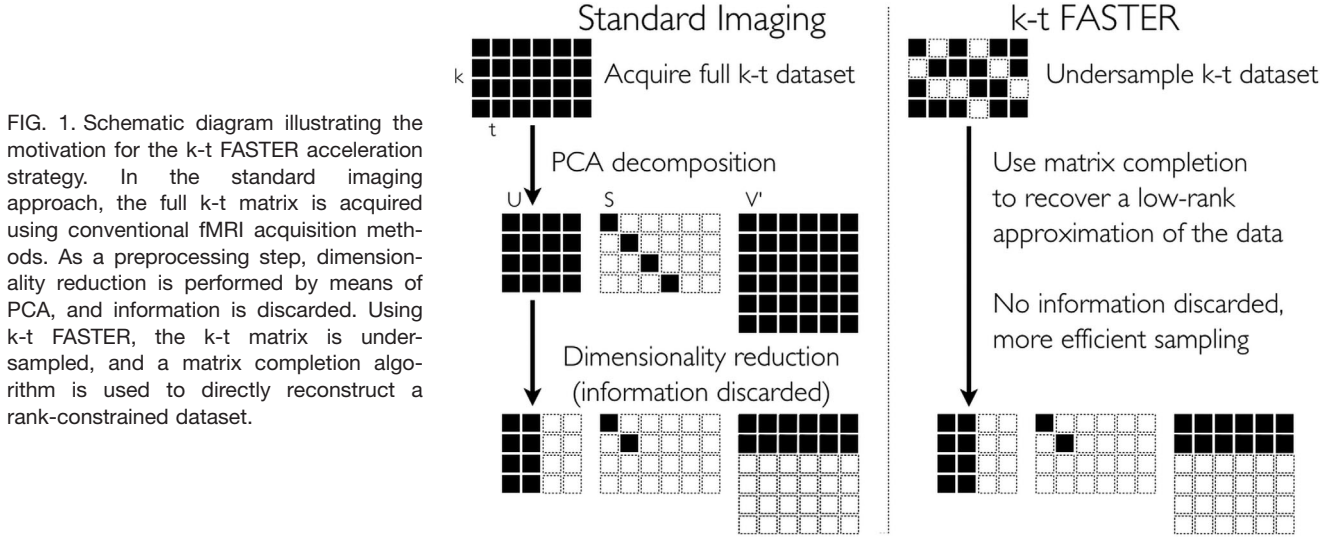 FIG. 1. Schematic diagram illustrating the
motivation for the k-t FASTER acceleration
strategy. In the standard imaging
approach, the full k-t matrix is acquired
using conventional fMRI acquisition meth-
ods. As a preprocessing step, dimension-
ality reduction is performed by means of
PCA, and information is discarded. Using
k-t FASTER, the k-t matrix is under-
sampled, and a matrix completion algo-
rithm is used to directly reconstruct a
rank-constrained dataset.
Standard Imaging
k
Acquire full k-t dataset
t
PCA decomposition
U
S
V'
Dimensionality reduction
(information discarded)
k-t FASTER
Undersample k-t dataset
Use matrix completion
to recover a low-rank
approximation of the data
No information discarded,
more efficient sampling